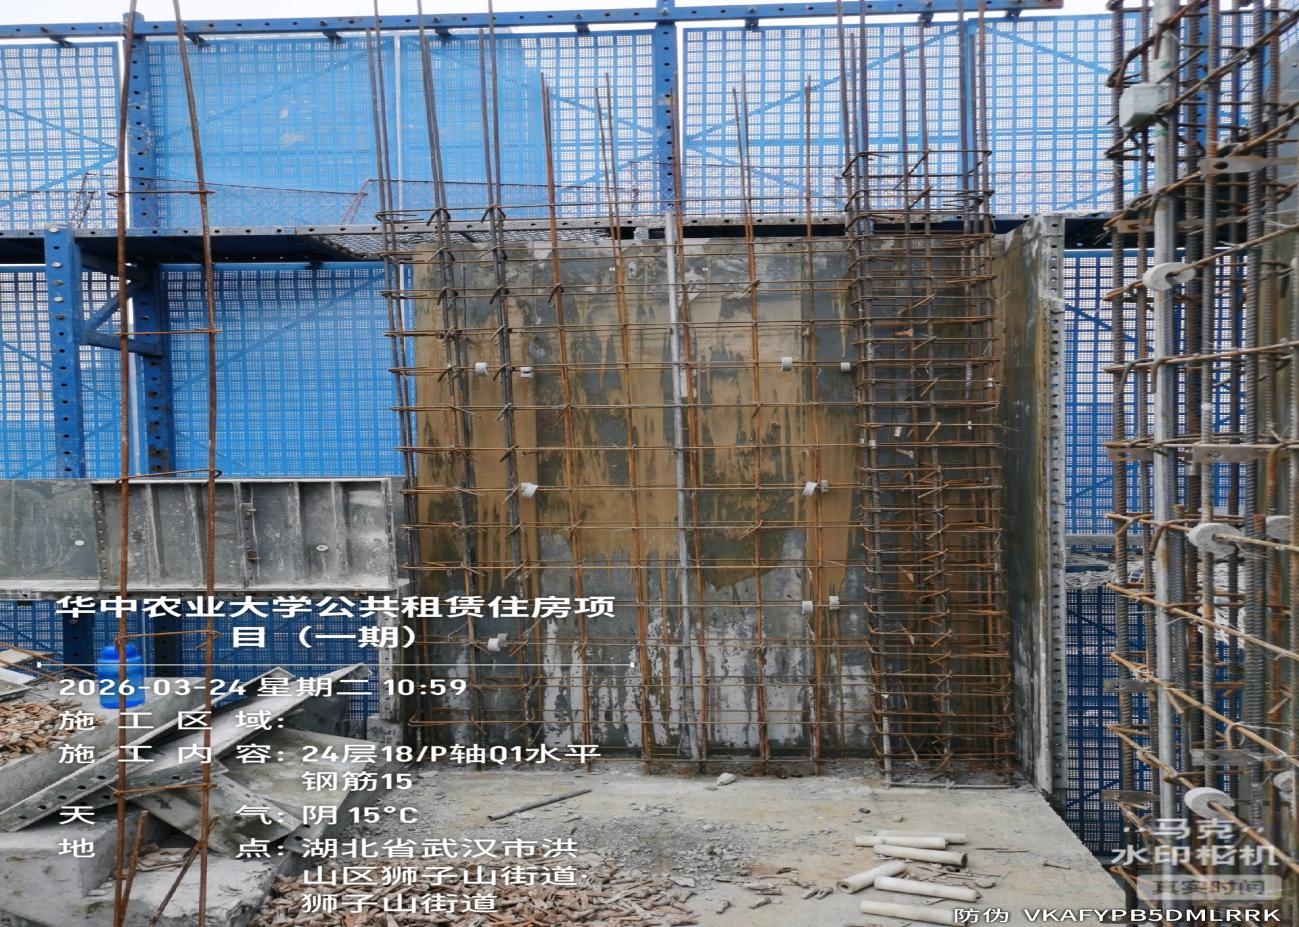 华中农业大学公共租赁住房项
目（一期）
2026-03-24 星期二 10:59
施工区域:
施工内容: 24层18/P轴Q1水平
钢筋15
天气: 阴 15°C
地点: 湖北省武汉市洪
山区狮子山街道·
狮子山街道
马克
水印相机
真实时间
防伪 VKAFYPB5DMLRRK